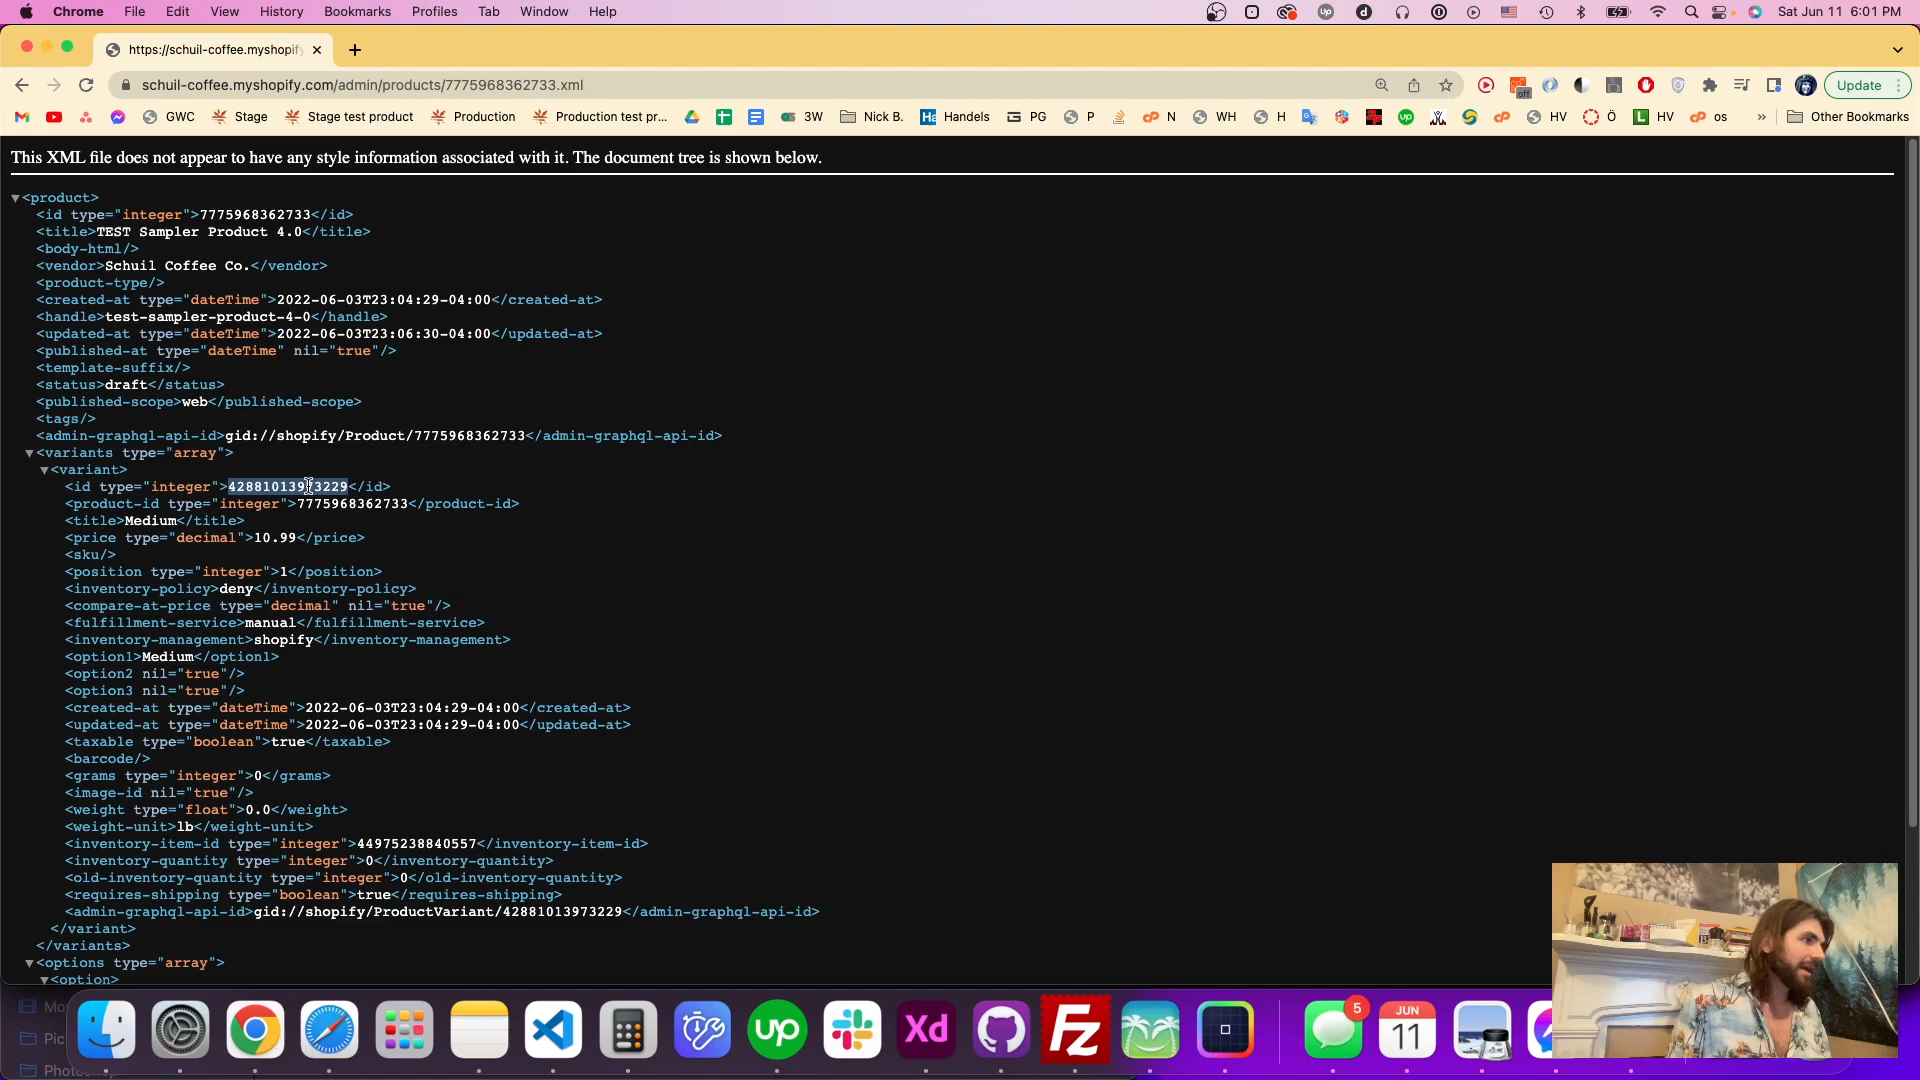 Chrome File Edit View History Bookmarks Profiles Tab Window Help Sat Jun 11 6:01 PM
https://schuil-coffee.myshopif
schuil-coffee.myshopify.com/admin/products/7775968362733.xml off Update
GWC Stage Stage test product Production Production test pr... 3W Nick B. Handels PG P N WH H HV Ö HV os » Other Bookmarks
This XML file does not appear to have any style information associated with it. The document tree is shown below.
<product>
<id type="integer">7775968362733</id>
<title>TEST Sampler Product 4.0</title>
<body-html/>
<vendor>Schuil Coffee Co.</vendor>
<product-type/>
<created-at type="dateTime">2022-06-03T23:04:29-04:00</created-at>
<handle>test-sampler-product-4-0</handle>
<updated-at type="dateTime">2022-06-03T23:06:30-04:00</updated-at>
<published-at type="dateTime" nil="true"/>
<template-suffix/>
<status>draft</status>
<published-scope>web</published-scope>
<tags/>
<admin-graphql-api-id>gid://shopify/Product/7775968362733</admin-graphql-api-id>
<variants type="array">
<variant>
<id type="integer">42881013973229</id>
<product-id type="integer">7775968362733</product-id>
<title>Medium</title>
<price type="decimal">10.99</price>
<sku/>
<position type="integer">1</position>
<inventory-policy>deny</inventory-policy>
<compare-at-price type="decimal" nil="true"/>
<fulfillment-service>manual</fulfillment-service>
<inventory-management>shopify</inventory-management>
<option1>Medium</option1>
<option2 nil="true"/>
<option3 nil="true"/>
<created-at type="dateTime">2022-06-03T23:04:29-04:00</created-at>
<updated-at type="dateTime">2022-06-03T23:04:29-04:00</updated-at>
<taxable type="boolean">true</taxable>
<barcode/>
<grams type="integer">0</grams>
<image-id nil="true"/>
<weight type="float">0.0</weight>
<weight-unit>lb</weight-unit>
<inventory-item-id type="integer">44975238840557</inventory-item-id>
<inventory-quantity type="integer">0</inventory-quantity>
<old-inventory-quantity type="integer">0</old-inventory-quantity>
<requires-shipping type="boolean">true</requires-shipping>
<admin-graphql-api-id>gid://shopify/ProductVariant/42881013973229</admin-graphql-api-id>
</variant>
</variants>
<options type="array">
<option>
Mo
Pic
Photos
up
Xd
Fz
5
JUN
11